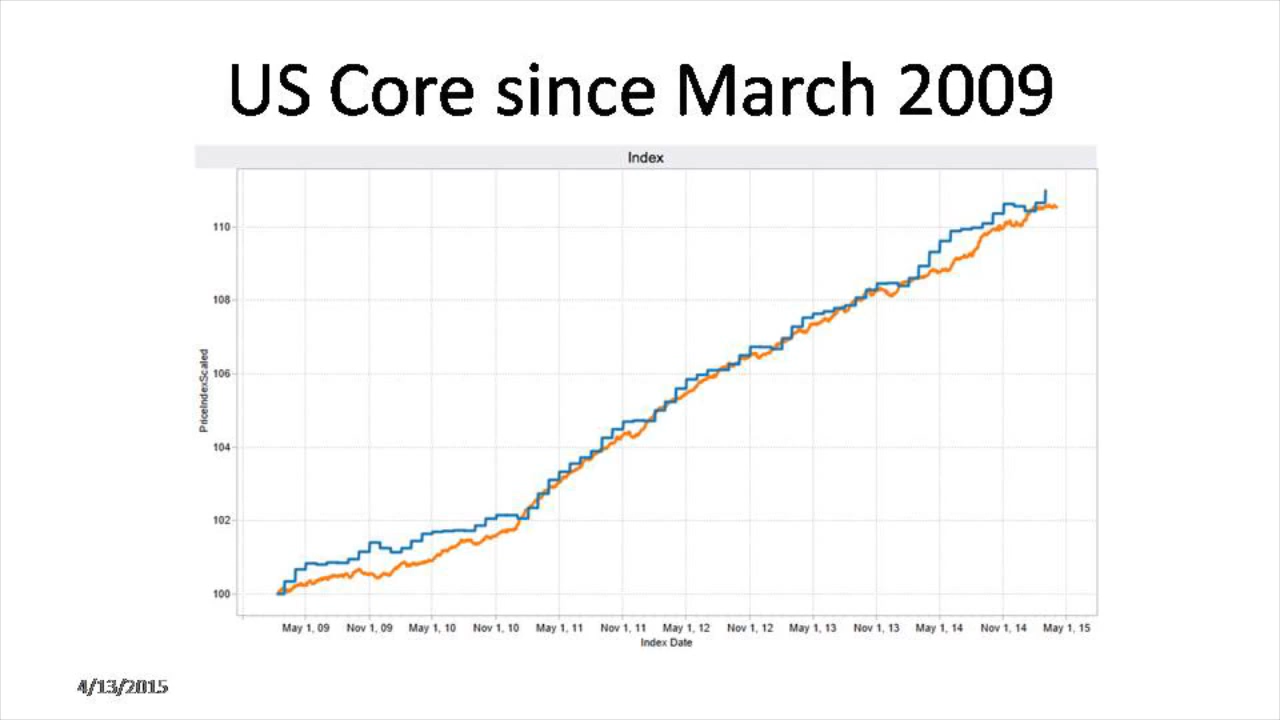 US Core since March 2009
Index
110
108
106
104
102
100
PriceIndexScaled
May 1, 09 Nov 1, 09 May 1, 10 Nov 1, 10 May 1, 11 Nov 1, 11 May 1, 12 Nov 1, 12 May 1, 13 Nov 1, 13 May 1, 14 Nov 1, 14 May 1, 15
Index Date
4/13/2015